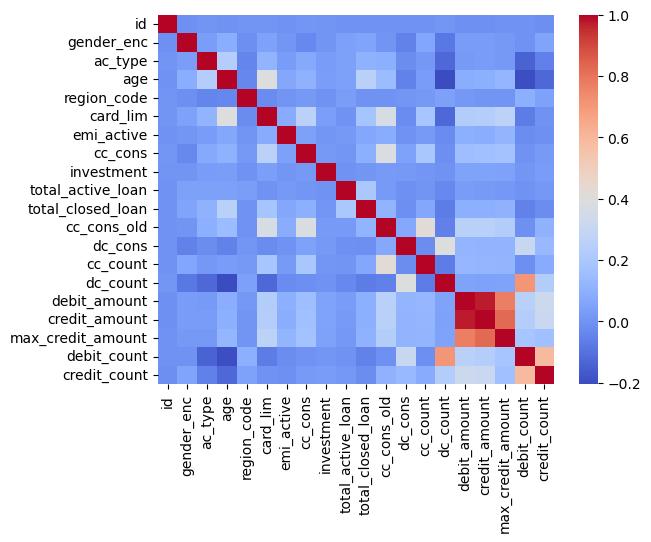 id
gender_enc
ac_type
age
region_code
card_lim
emi_active
cc_cons
investment
total_active_loan
total_closed_loan
cc_cons_old
dc_cons
cc_count
dc_count
debit_amount
credit_amount
max_credit_amount
debit_count
credit_count
id
gender_enc
ac_type
age
region_code
card_lim
emi_active
cc_cons
investment
total_active_loan
total_closed_loan
cc_cons_old
dc_cons
cc_count
dc_count
debit_amount
credit_amount
max_credit_amount
debit_count
credit_count
1.0
0.8
0.6
0.4
0.2
0.0
−0.2